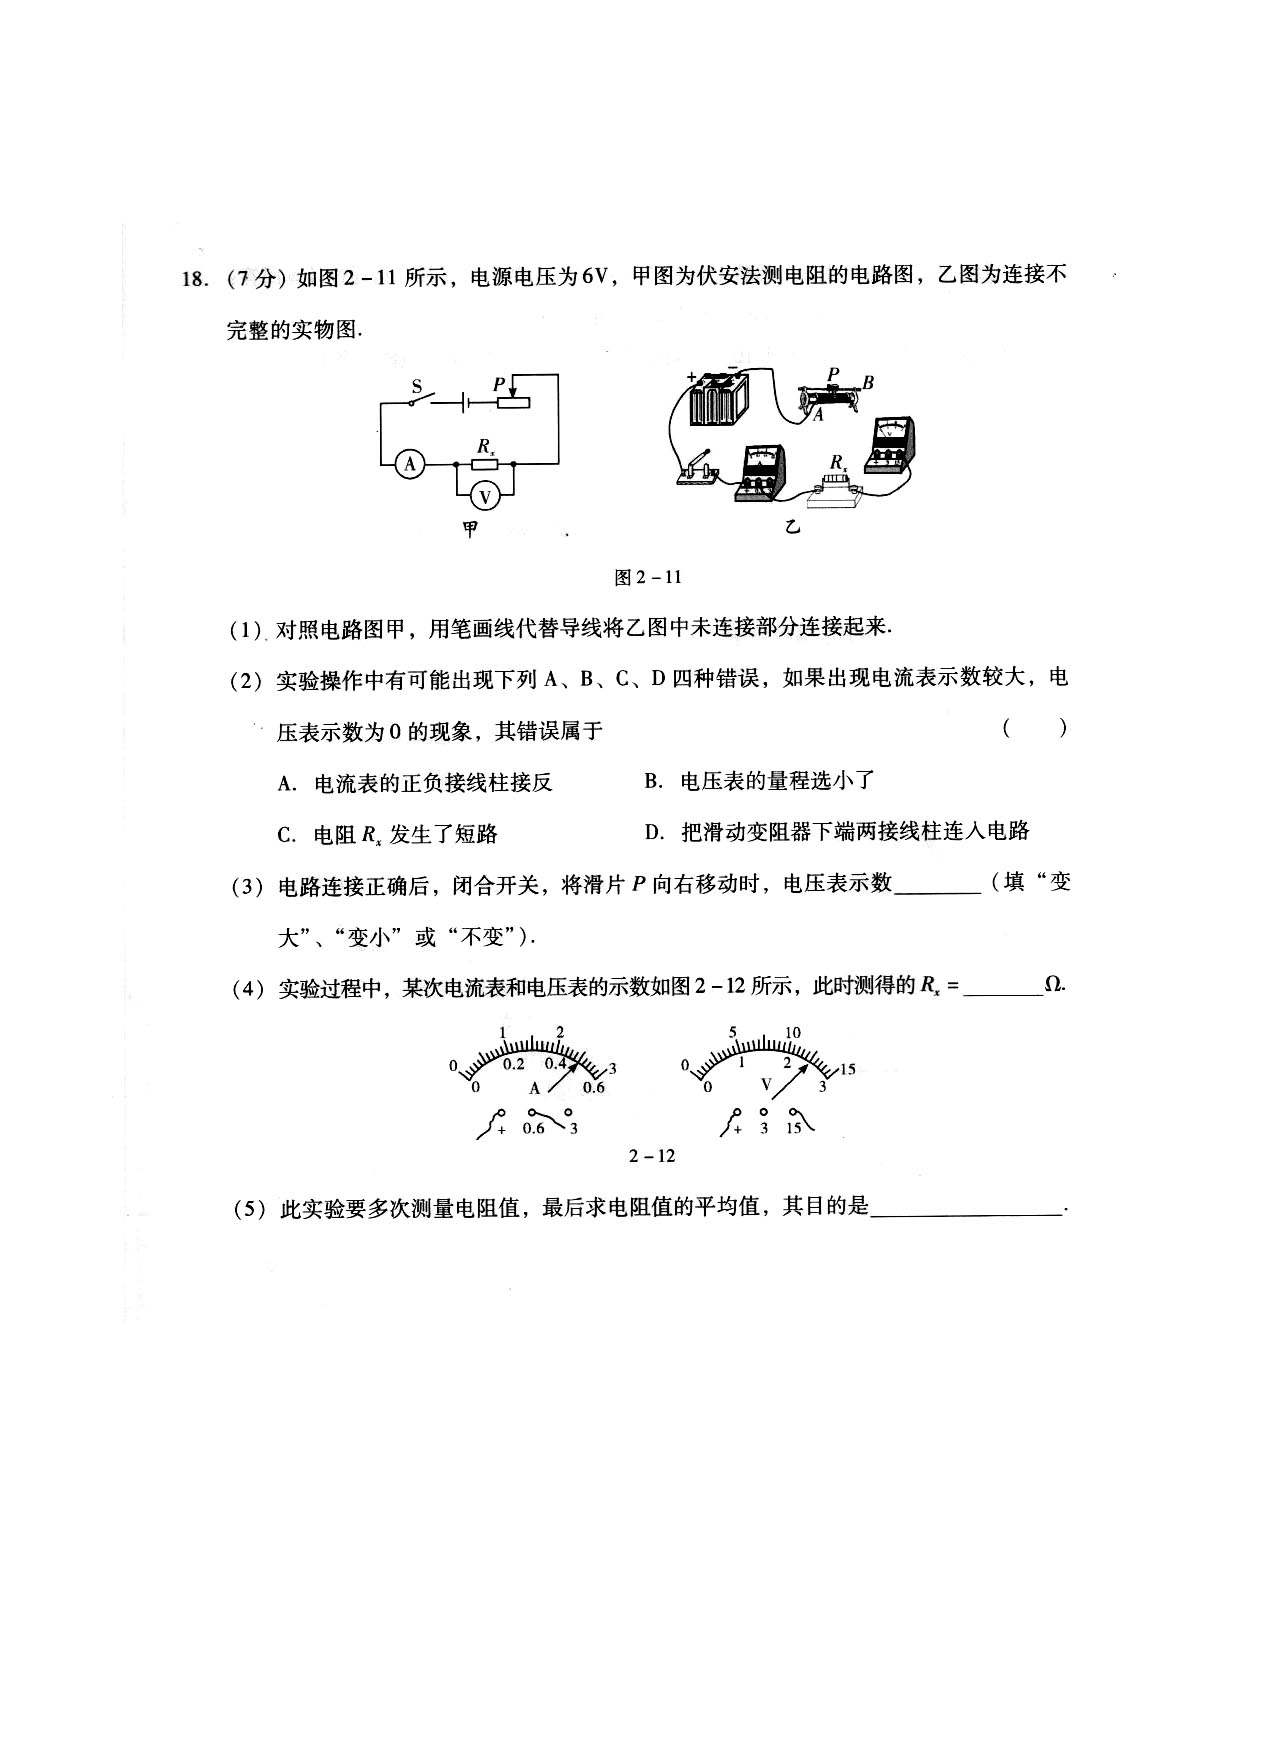 18. (7分) 如图2-11 所示，电源电压为6V，甲图为伏安法测电阻的电路图，乙图为连接不
完整的实物图.
S P
A Rx V
甲
+ - P B
A
Rx
乙
图2-11
(1) 对照电路图甲，用笔画线代替导线将乙图中未连接部分连接起来.
(2) 实验操作中有可能出现下列 A、B、C、D 四种错误，如果出现电流表示数较大，电
压表示数为0 的现象，其错误属于 ( )
A. 电流表的正负接线柱接反 B. 电压表的量程选小了
C. 电阻 Rx 发生了短路 D. 把滑动变阻器下端两接线柱连入电路
(3) 电路连接正确后，闭合开关，将滑片 P 向右移动时，电压表示数________（填“变
大”、“变小”或“不变”）.
(4) 实验过程中，某次电流表和电压表的示数如图2-12 所示，此时测得的 Rx = _______Ω.
0 1 2 3
0 0.2 0.4 0.6
A
+ 0.6 3
0 5 10 15
0 1 2 3
V
+ 3 15
2-12
(5) 此实验要多次测量电阻值，最后求电阻值的平均值，其目的是_________________.